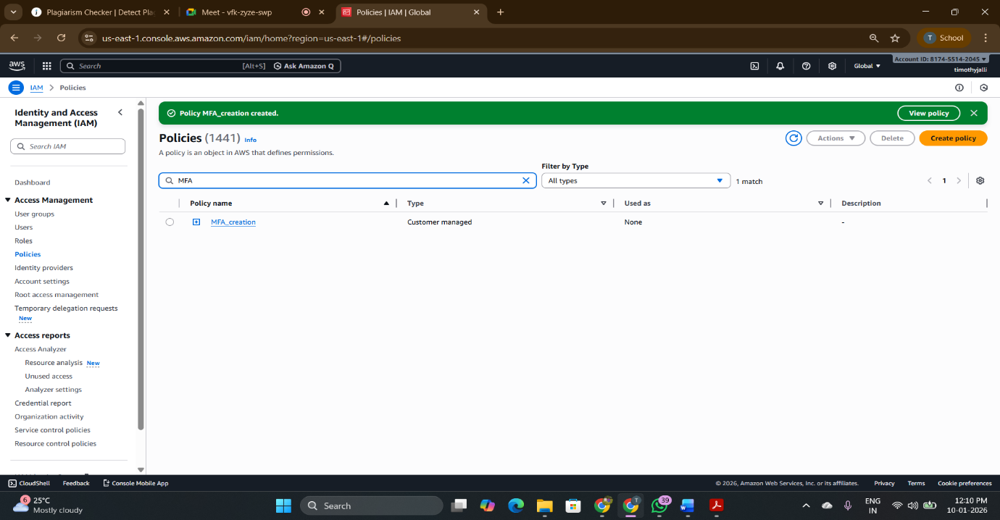 Plagiarism Checker | Detect Pla
Meet - vfk-zyze-swp
Policies | IAM | Global
us-east-1.console.aws.amazon.com/iam/home?region=us-east-1#/policies
T School
aws
Search [Alt+S] Ask Amazon Q
Global
Account ID: 8174-5514-2045
timothyjalli
IAM > Policies
Identity and Access
Management (IAM)
Search IAM
Dashboard
Access Management
User groups
Users
Roles
Policies
Identity providers
Account settings
Root access management
Temporary delegation requests
New
Access reports
Access Analyzer
Resource analysis New
Unused access
Analyzer settings
Credential report
Organization activity
Service control policies
Resource control policies
Policy MFA_creation created.
View policy
Policies (1441) Info
Actions
Delete
Create policy
A policy is an object in AWS that defines permissions.
Filter by Type
MFA
All types
1 match
1
Policy name Type Used as Description
MFA_creation Customer managed None -
CloudShell Feedback Console Mobile App
© 2026, Amazon Web Services, Inc. or its affiliates. Privacy Terms Cookie preferences
6
25°C
Mostly cloudy
Search
T
39
ENG
IN
12:10 PM
10-01-2026